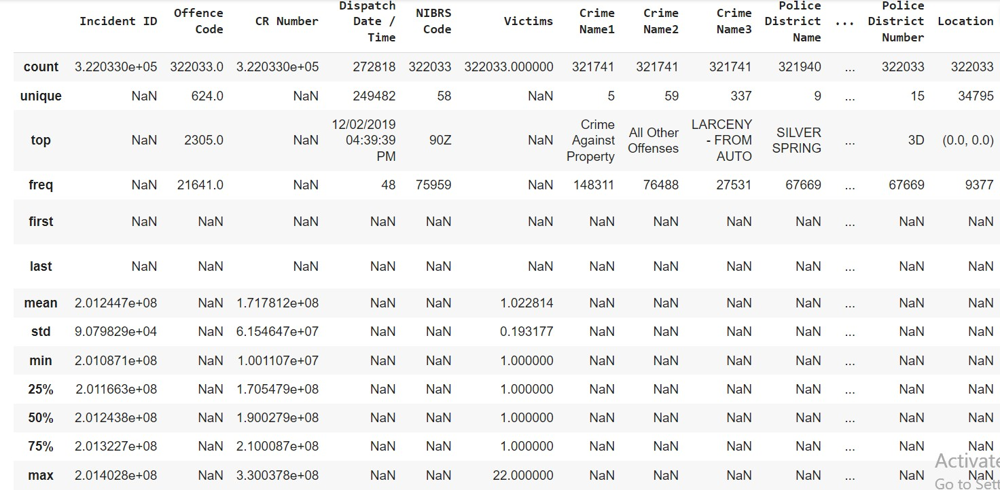 Incident ID Offence Code CR Number Dispatch Date / Time NIBRS Code Victims Crime Name1 Crime Name2 Crime Name3 Police District Name ... Police District Number Location
count 3.220330e+05 322033.0 3.220330e+05 272818 322033 322033.000000 321741 321741 321741 321940 ... 322033 322033
unique NaN 624.0 NaN 249482 58 NaN 5 59 337 9 ... 15 34795
top NaN 2305.0 NaN 12/02/2019 04:39:39 PM 90Z NaN Crime Against Property All Other Offenses LARCENY - FROM AUTO SILVER SPRING ... 3D (0.0, 0.0)
freq NaN 21641.0 NaN 48 75959 NaN 148311 76488 27531 67669 ... 67669 9377
first NaN NaN NaN NaN NaN NaN NaN NaN NaN NaN ... NaN NaN
last NaN NaN NaN NaN NaN NaN NaN NaN NaN NaN ... NaN NaN
mean 2.012447e+08 NaN 1.717812e+08 NaN NaN 1.022814 NaN NaN NaN NaN ... NaN NaN
std 9.079829e+04 NaN 6.154647e+07 NaN NaN 0.193177 NaN NaN NaN NaN ... NaN NaN
min 2.010871e+08 NaN 1.001107e+07 NaN NaN 1.000000 NaN NaN NaN NaN ... NaN NaN
25% 2.011663e+08 NaN 1.705479e+08 NaN NaN 1.000000 NaN NaN NaN NaN ... NaN NaN
50% 2.012438e+08 NaN 1.900279e+08 NaN NaN 1.000000 NaN NaN NaN NaN ... NaN NaN
75% 2.013227e+08 NaN 2.100087e+08 NaN NaN 1.000000 NaN NaN NaN NaN ... NaN NaN
max 2.014028e+08 NaN 3.300378e+08 NaN NaN 22.000000 NaN NaN NaN NaN ... NaN NaN
Activate
Go to Sett